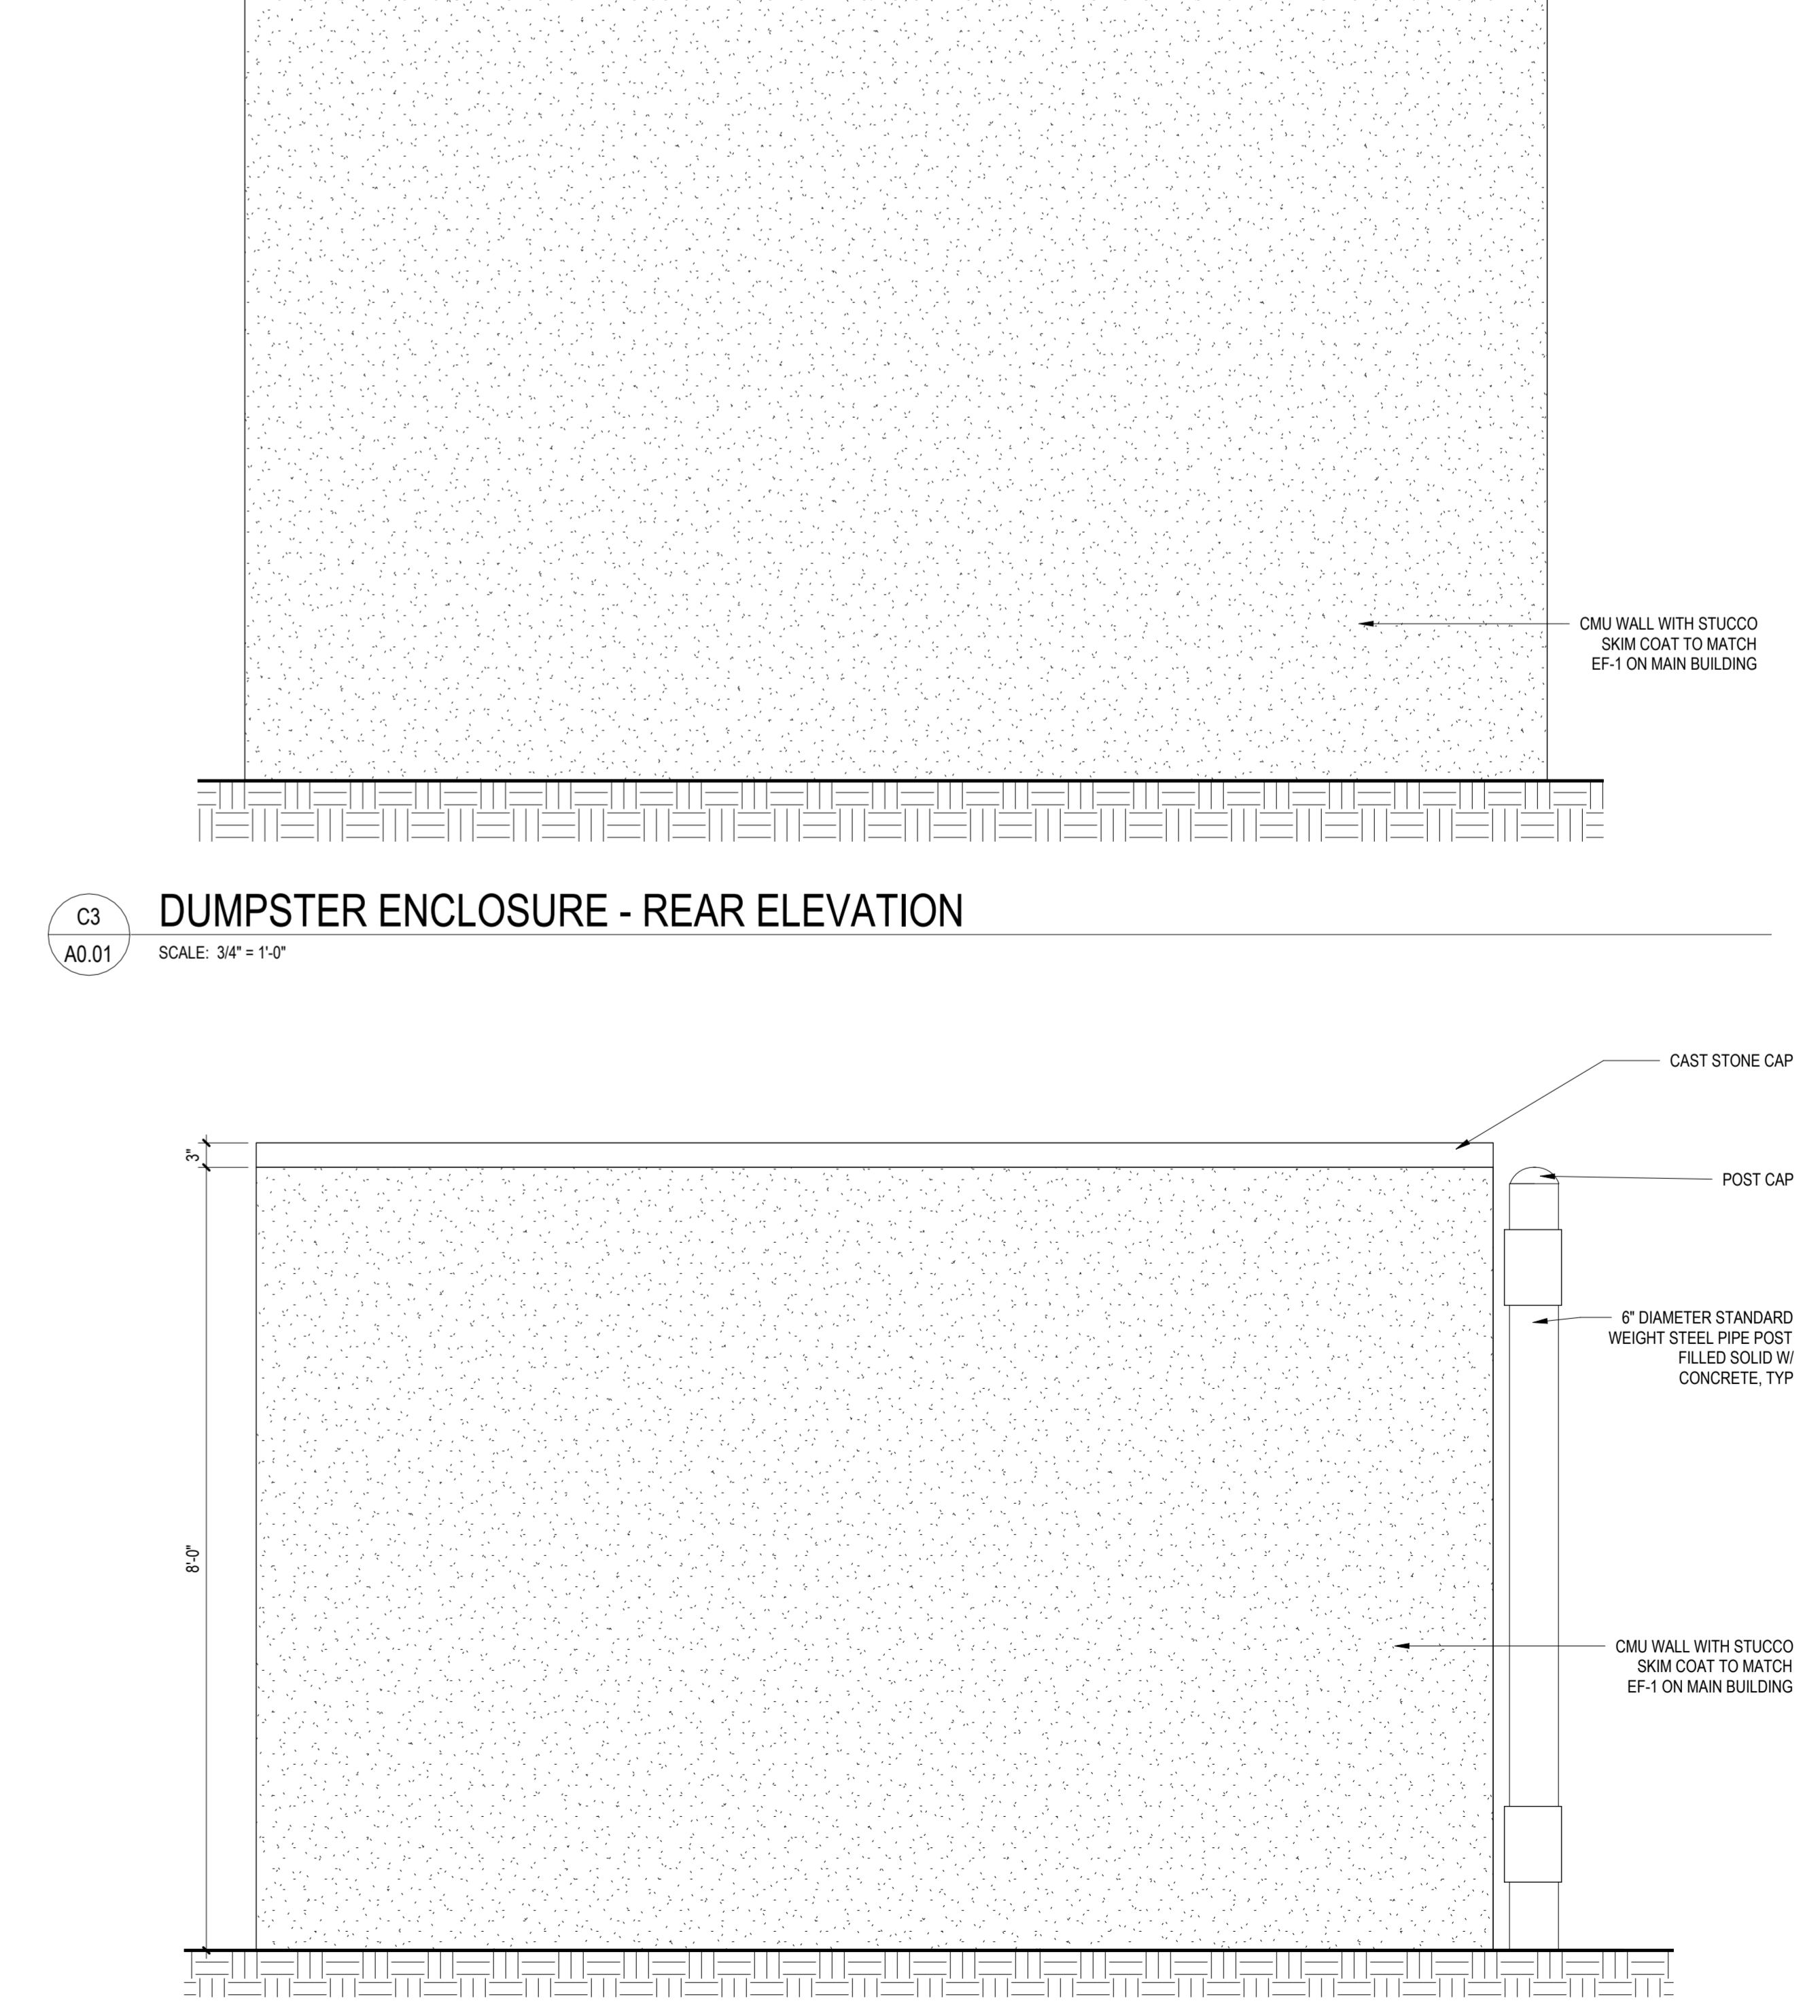 CMU WALL WITH STUCCO
SKIM COAT TO MATCH
EF-1 ON MAIN BUILDING
C3
A0.01
DUMPSTER ENCLOSURE - REAR ELEVATION
SCALE: 3/4" = 1'-0"
CAST STONE CAP
3"
POST CAP
6" DIAMETER STANDARD
WEIGHT STEEL PIPE POST
FILLED SOLID W/
CONCRETE, TYP
8'-0"
CMU WALL WITH STUCCO
SKIM COAT TO MATCH
EF-1 ON MAIN BUILDING